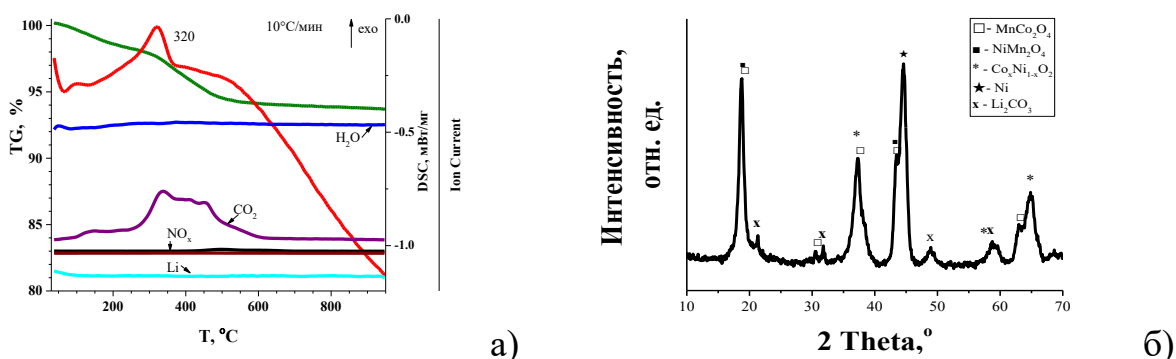 10°C/мин
exo
320
H₂O
CO₂
NOₓ
Li
100
95
90
85
80
TG, %
200
400
600
800
T, °C
0.0
-0.5
-1.0
DSC, мВт/мг
Ion Current
а)
□ - MnCo₂O₄
■ - NiMn₂O₄
* - CoₓNi₁₋ₓO₂
★ - Ni
x - Li₂CO₃
Интенсивность,
отн. ед.
■
□
x
□
x
*
□
■
□
★
x
*x
□
*
10
20
30
40
50
60
70
2 Theta,°
б)